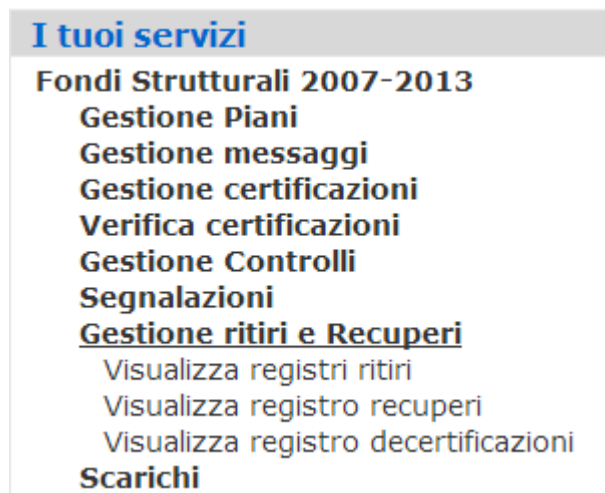 I tuoi servizi
Fondi Strutturali 2007-2013
Gestione Piani
Gestione messaggi
Gestione certificazioni
Verifica certificazioni
Gestione Controlli
Segnalazioni
Gestione ritiri e Recuperi
Visualizza registri ritiri
Visualizza registro recuperi
Visualizza registro decertificazioni
Scarichi